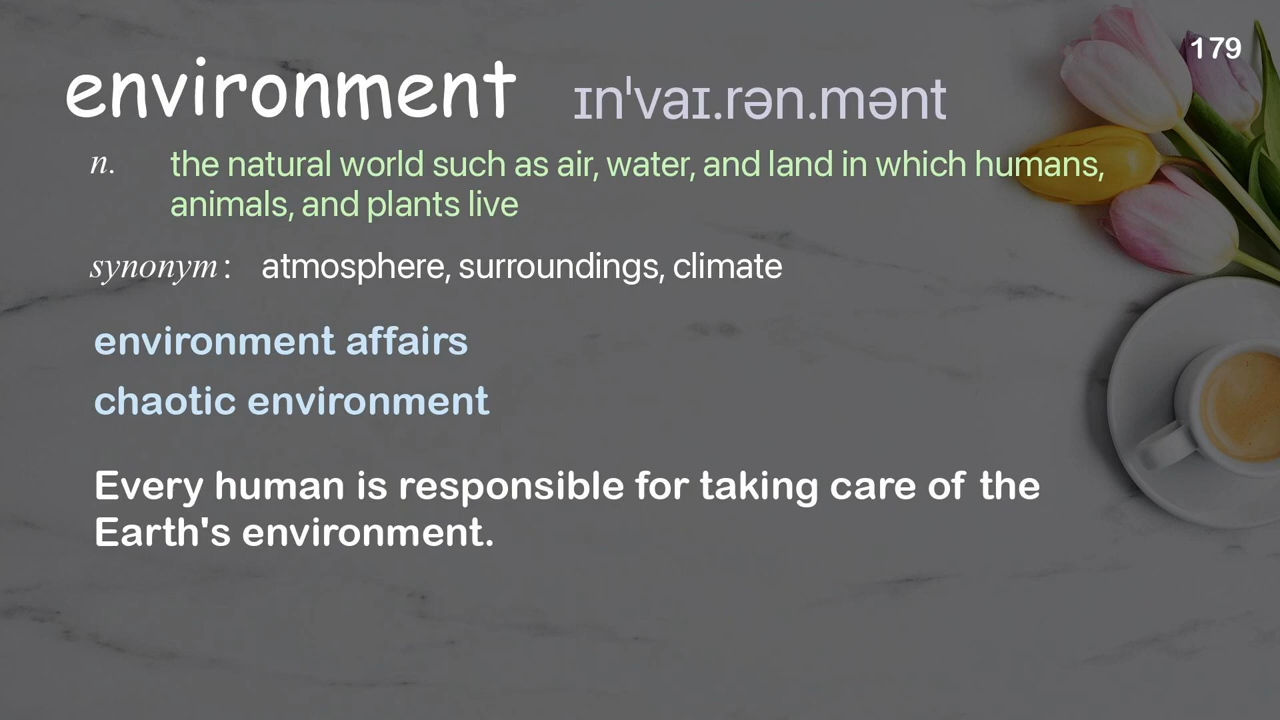 179
environment ɪnˈvaɪ.rən.mənt
n. the natural world such as air, water, and land in which humans,
animals, and plants live
synonym: atmosphere, surroundings, climate
environment affairs
chaotic environment
Every human is responsible for taking care of the
Earth's environment.